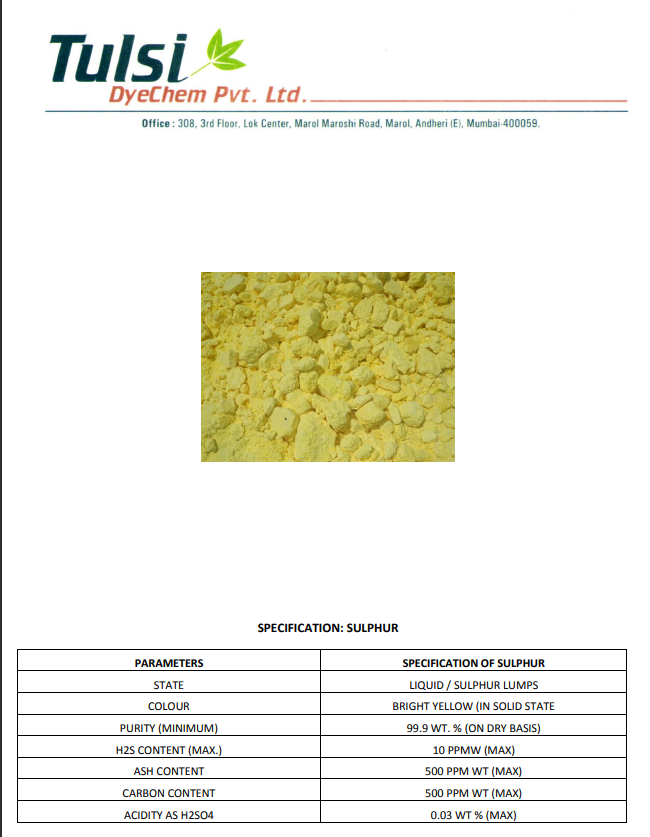 Tulsi
DyeChem Pvt. Ltd.
Office : 308, 3rd Floor, Lok Center, Marol Maroshi Road, Marol, Andheri (E), Mumbai-400059.
SPECIFICATION: SULPHUR
PARAMETERS SPECIFICATION OF SULPHUR
STATE LIQUID / SULPHUR LUMPS
COLOUR BRIGHT YELLOW (IN SOLID STATE
PURITY (MINIMUM) 99.9 WT. % (ON DRY BASIS)
H2S CONTENT (MAX.) 10 PPMW (MAX)
ASH CONTENT 500 PPM WT (MAX)
CARBON CONTENT 500 PPM WT (MAX)
ACIDITY AS H2SO4 0.03 WT % (MAX)